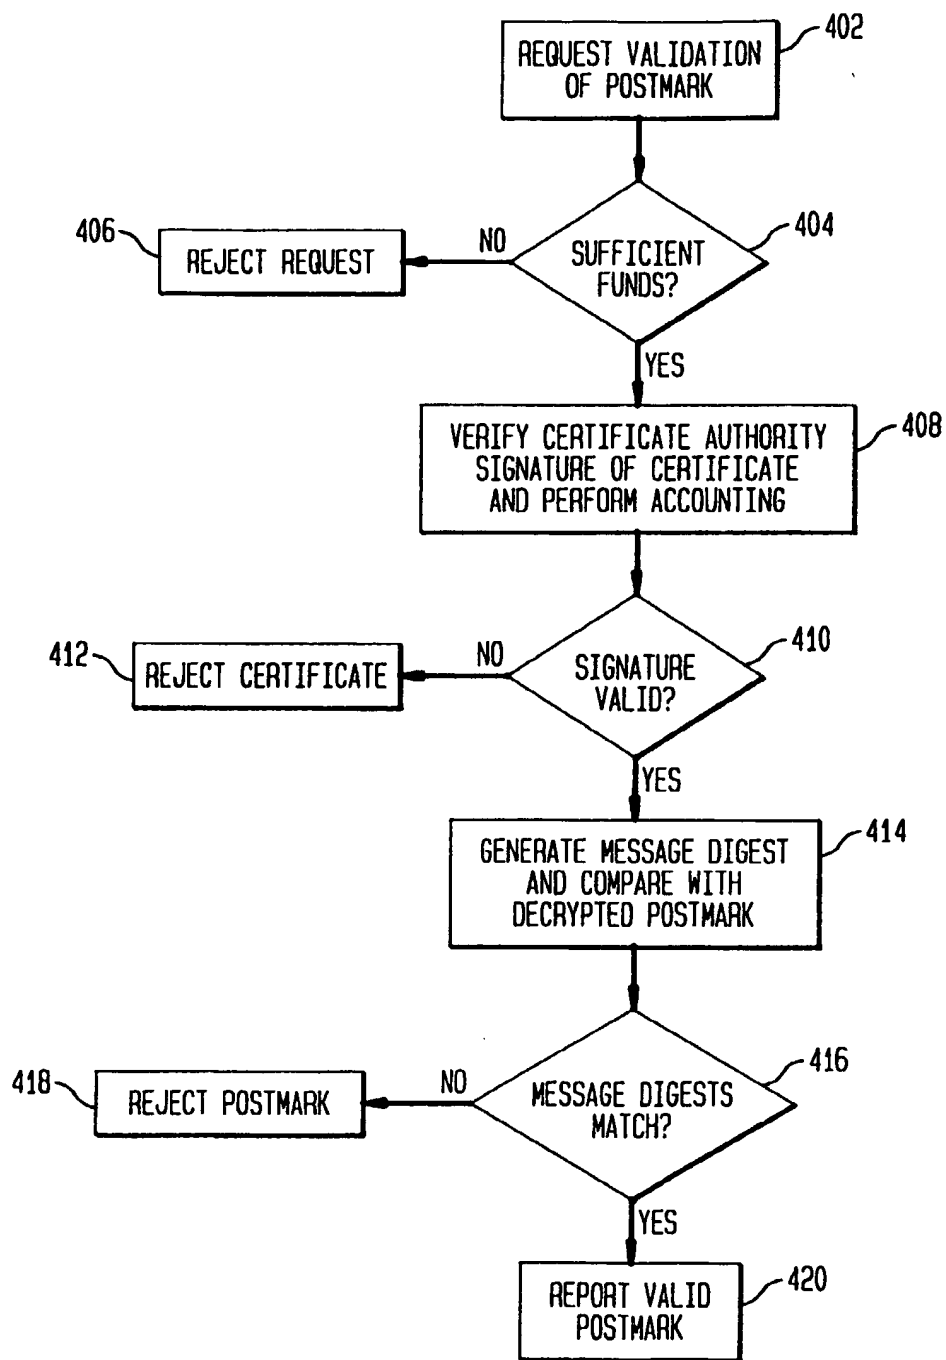 402
REQUEST VALIDATION
OF POSTMARK
404
SUFFICIENT
FUNDS?
NO
406
REJECT REQUEST
YES
408
VERIFY CERTIFICATE AUTHORITY
SIGNATURE OF CERTIFICATE
AND PERFORM ACCOUNTING
410
SIGNATURE
VALID?
NO
412
REJECT CERTIFICATE
YES
414
GENERATE MESSAGE DIGEST
AND COMPARE WITH
DECRYPTED POSTMARK
416
MESSAGE DIGESTS
MATCH?
NO
418
REJECT POSTMARK
YES
420
REPORT VALID
POSTMARK